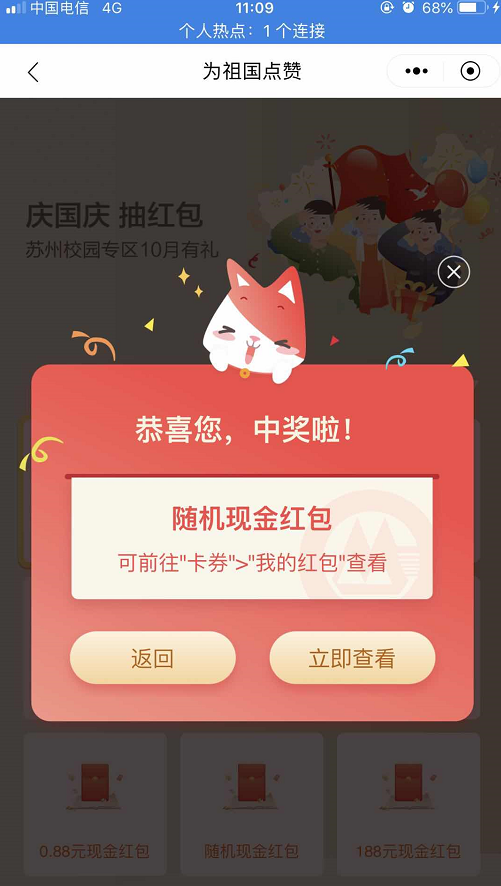 中国电信 4G 11:09 68%
个人热点：1 个连接
为祖国点赞
庆国庆 抽红包
苏州校园专区10月有礼
恭喜您，中奖啦！
随机现金红包
可前往"卡券">"我的红包"查看
返回 立即查看
0.88元现金红包 随机现金红包 188元现金红包